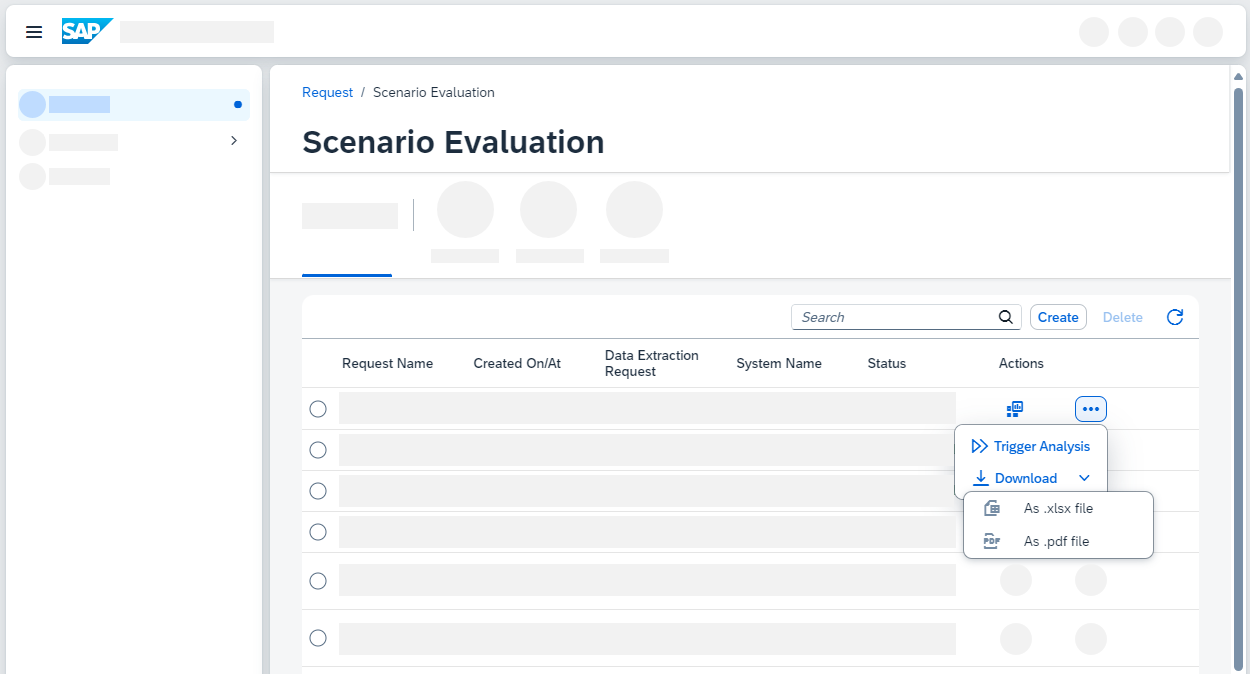 SAP
Request / Scenario Evaluation
Scenario Evaluation
Search
Create
Delete
Request Name
Created On/At
Data Extraction
Request
System Name
Status
Actions
Trigger Analysis
Download
As .xlsx file
PDF
As .pdf file